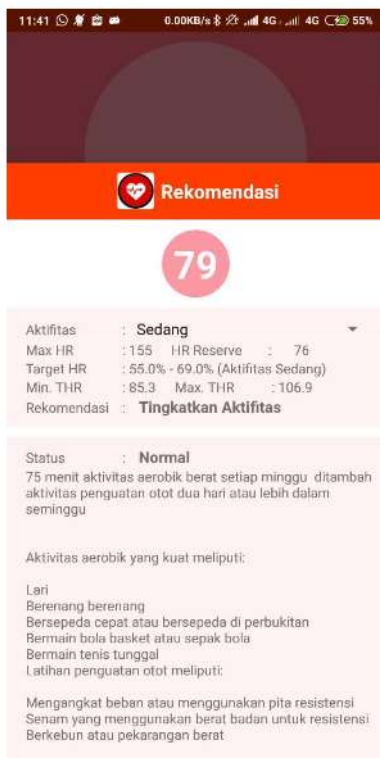 11:41 0.00KB/s 4G 4G 55%
Rekomendasi
79
Aktifitas : Sedang
Max HR : 155 HR Reserve : 76
Target HR : 55.0% - 69.0% (Aktifitas Sedang)
Min. THR : 85.3 Max. THR : 106.9
Rekomendasi : Tingkatkan Aktifitas
Status : Normal
75 menit aktivitas aerobik berat setiap minggu ditambah
aktivitas penguatan otot dua hari atau lebih dalam
seminggu
Aktivitas aerobik yang kuat meliputi:
Lari
Berenang berenang
Bersepeda cepat atau bersepeda di perbukitan
Bermain bola basket atau sepak bola
Bermain tenis tunggal
Latihan penguatan otot meliputi:
Mengangkat beban atau menggunakan pita resistensi
Senam yang menggunakan berat badan untuk resistensi
Berkebun atau pekarangan berat